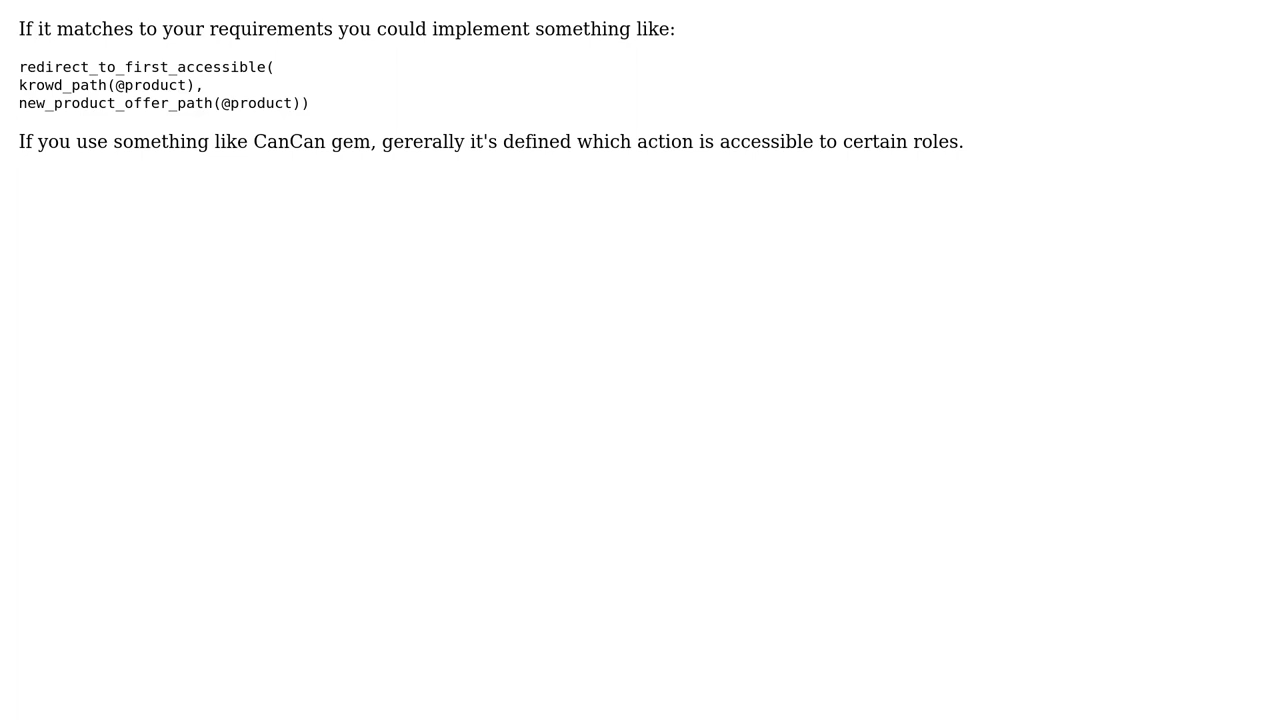 If it matches to your requirements you could implement something like:
redirect_to_first_accessible(
krowd_path(@product),
new_product_offer_path(@product))
If you use something like CanCan gem, gererally it's defined which action is accessible to certain roles.